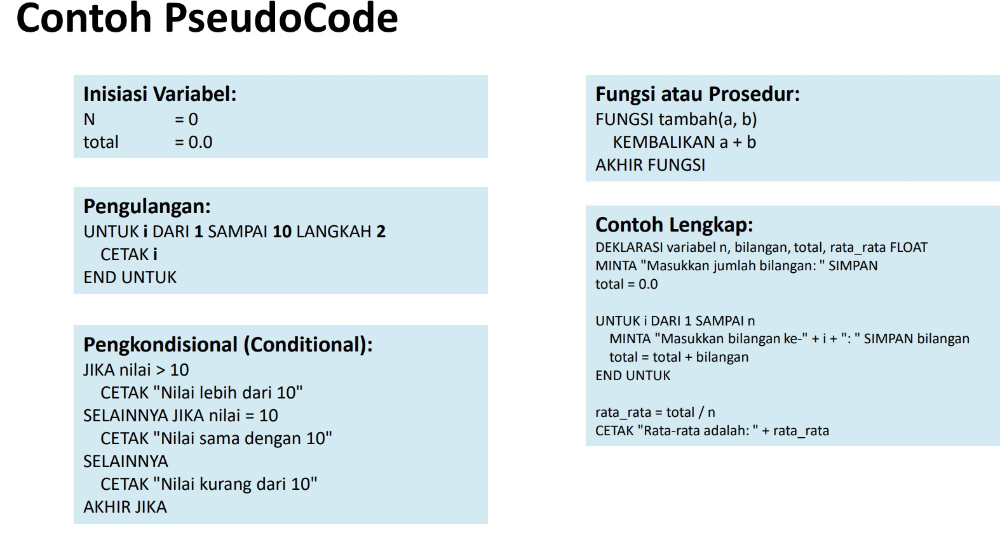 Contoh PseudoCode
Inisiasi Variabel:
N = 0
total = 0.0
Pengulangan:
UNTUK i DARI 1 SAMPAI 10 LANGKAH 2
CETAK i
END UNTUK
Pengkondisional (Conditional):
JIKA nilai > 10
CETAK "Nilai lebih dari 10"
SELAINNYA JIKA nilai = 10
CETAK "Nilai sama dengan 10"
SELAINNYA
CETAK "Nilai kurang dari 10"
AKHIR JIKA
Fungsi atau Prosedur:
FUNGSI tambah(a, b)
KEMBALIKAN a + b
AKHIR FUNGSI
Contoh Lengkap:
DEKLARASI variabel n, bilangan, total, rata_rata FLOAT
MINTA "Masukkan jumlah bilangan: " SIMPAN
total = 0.0
UNTUK i DARI 1 SAMPAI n
MINTA "Masukkan bilangan ke-" + i + ": " SIMPAN bilangan
total = total + bilangan
END UNTUK
rata_rata = total / n
CETAK "Rata-rata adalah: " + rata_rata